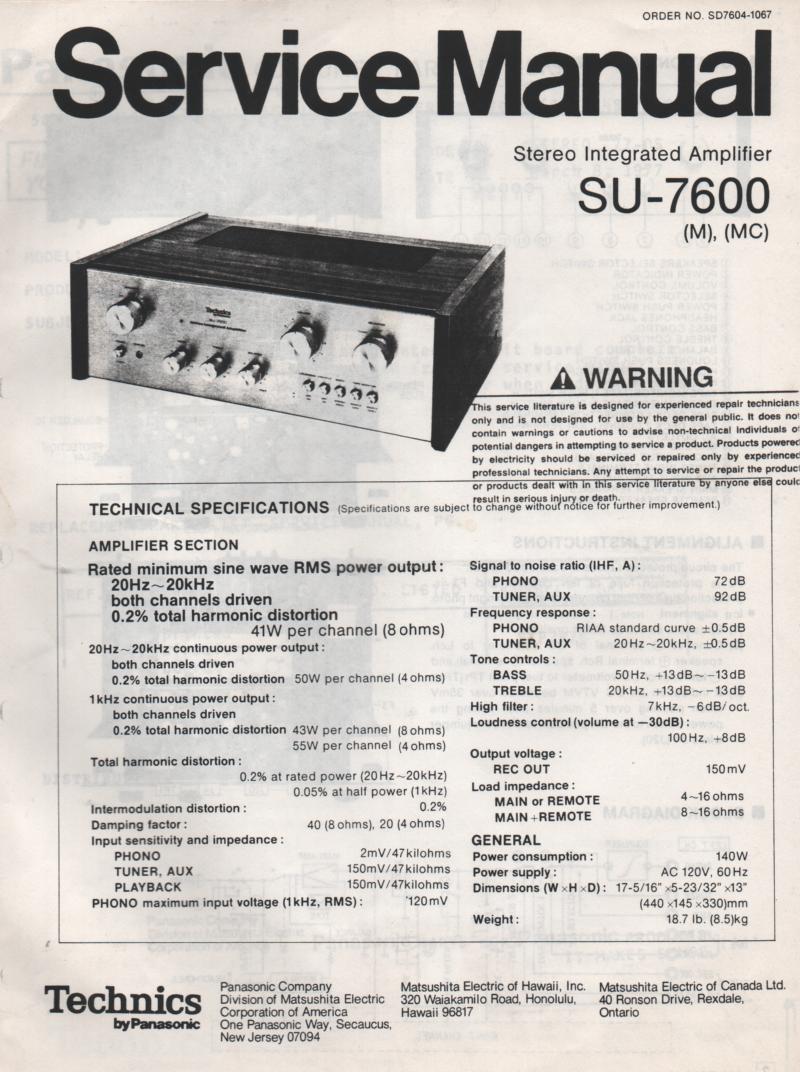 ORDER NO. SD7604-1067
Service Manual
Stereo Integrated Amplifier
SU-7600
(M), (MC)
Technics
WARNING
This service literature is designed for experienced repair technicians
only and is not designed for use by the general public. It does not
contain warnings or cautions to advise non-technical individuals of
potential dangers in attempting to service a product. Products powered
by electricity should be serviced or repaired only by experienced
professional technicians. Any attempt to service or repair the product
or products dealt with in this service literature by anyone else could
result in serious injury or death.
TECHNICAL SPECIFICATIONS (Specifications are subject to change without notice for further improvement.)
AMPLIFIER SECTION
Rated minimum sine wave RMS power output:
20Hz~20kHz
both channels driven
0.2% total harmonic distortion
41W per channel (8 ohms)
20Hz~20kHz continuous power output:
both channels driven
0.2% total harmonic distortion 50W per channel (4 ohms)
1kHz continuous power output:
both channels driven
0.2% total harmonic distortion 43W per channel (8 ohms)
55W per channel (4 ohms)
Total harmonic distortion:
0.2% at rated power (20Hz~20kHz)
0.05% at half power (1kHz)
Intermodulation distortion: 0.2%
Damping factor: 40 (8 ohms), 20 (4 ohms)
Input sensitivity and impedance:
PHONO 2mV/47kilohms
TUNER, AUX 150mV/47kilohms
PLAYBACK 150mV/47kilohms
PHONO maximum input voltage (1kHz, RMS): 120mV
Signal to noise ratio (IHF, A):
PHONO 72dB
TUNER, AUX 92dB
Frequency response:
PHONO RIAA standard curve ±0.5dB
TUNER, AUX 20Hz~20kHz, ±0.5dB
Tone controls:
BASS 50Hz, +13dB~ -13dB
TREBLE 20kHz, +13dB~ -13dB
High filter: 7kHz, -6dB/oct.
Loudness control (volume at -30dB):
100Hz, +8dB
Output voltage:
REC OUT 150mV
Load impedance:
MAIN or REMOTE 4~16 ohms
MAIN+REMOTE 8~16 ohms
GENERAL
Power consumption: 140W
Power supply: AC 120V, 60Hz
Dimensions (W×H×D): 17-5/16" ×5-23/32" ×13"
(440 ×145 ×330)mm
Weight: 18.7 lb. (8.5)kg
Technics
by Panasonic
Panasonic Company
Division of Matsushita Electric
Corporation of America
One Panasonic Way, Secaucus,
New Jersey 07094
Matsushita Electric of Hawaii, Inc.
320 Waiakamilo Road, Honolulu,
Hawaii 96817
Matsushita Electric of Canada Ltd.
40 Ronson Drive, Rexdale,
Ontario